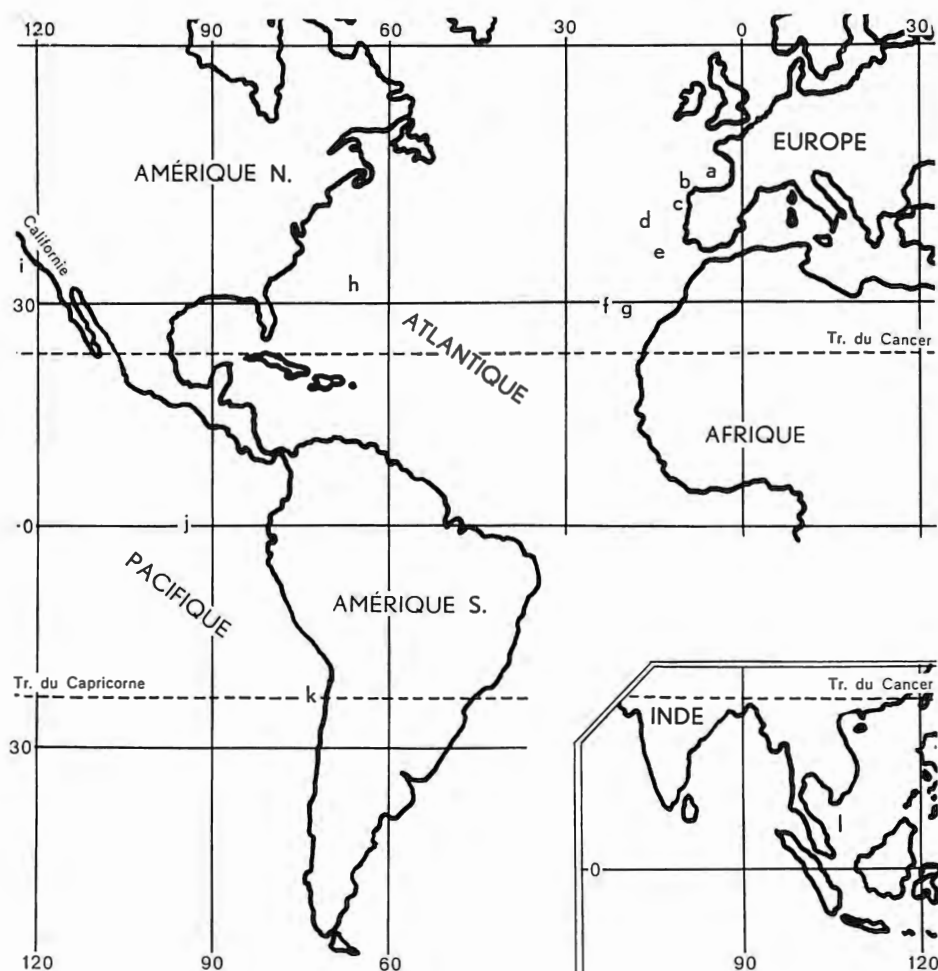 120 90 60 30 0 30
EUROPE
AMÉRIQUE N.
a
b
c
d
e
Californie
i
h
30
f g
ATLANTIQUE
Tr. du Cancer
AFRIQUE
0
j
PACIFIQUE
AMÉRIQUE S.
Tr. du Capricorne
k
Tr. du Cancer
INDE
30
l
0
120 90 60 90 120